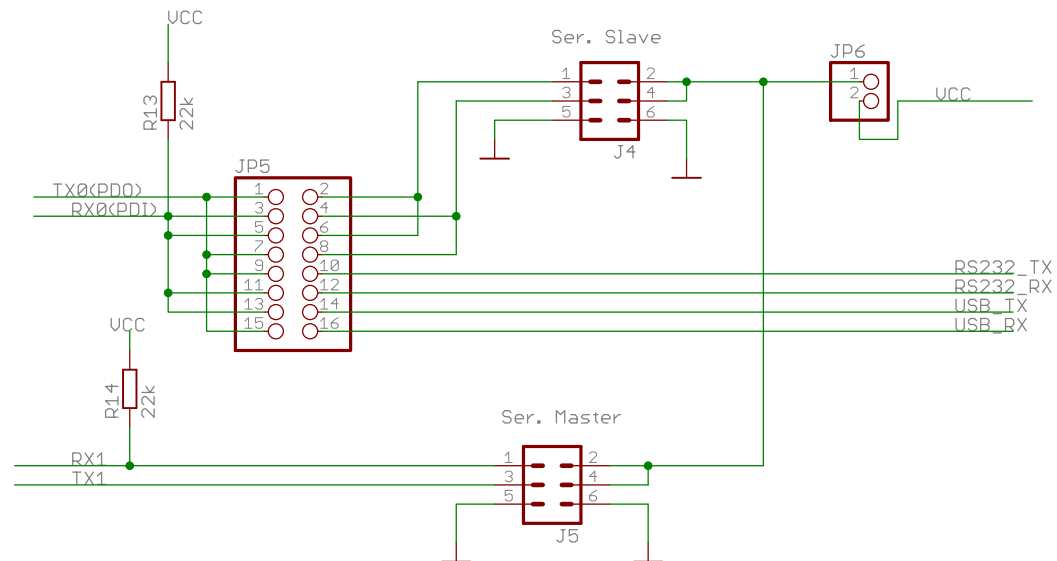 VCC
Ser. Slave
JP6
R13
22k
1 2
3 4
5 6
J4
1
2
VCC
JP5
TX0(PDO)
RX0(PDI)
1 2
3 4
5 6
7 8
9 10
11 12
13 14
15 16
RS232_TX
RS232_RX
USB_TX
USB_RX
VCC
R14
22k
Ser. Master
RX1
TX1
1 2
3 4
5 6
J5